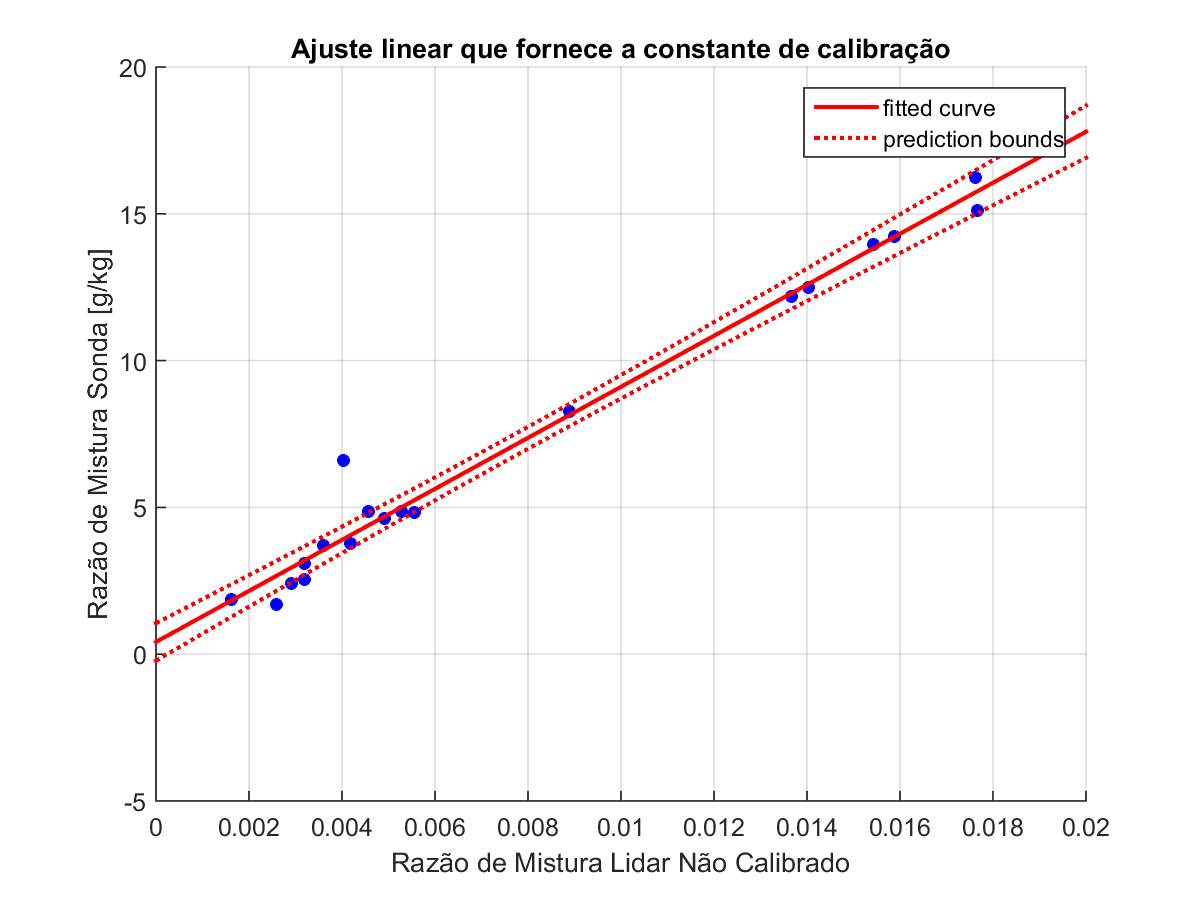 Ajuste linear que fornece a constante de calibração
20
15
10
5
0
-5
Razão de Mistura Sonda [g/kg]
fitted curve
prediction bounds
0 0.002 0.004 0.006 0.008 0.01 0.012 0.014 0.016 0.018 0.02
Razão de Mistura Lidar Não Calibrado